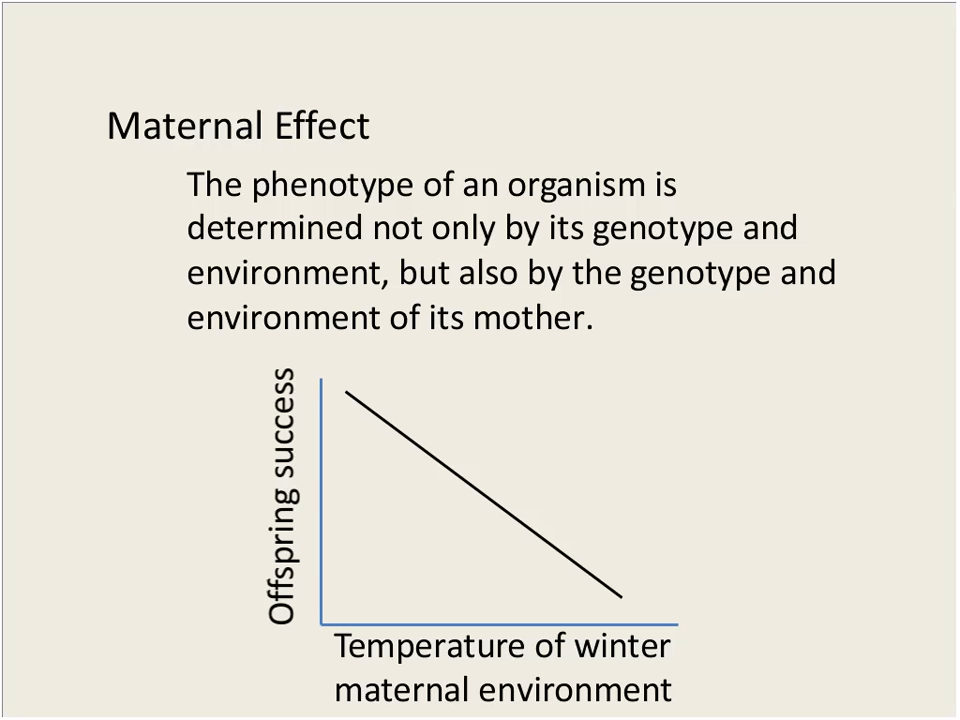 Maternal Effect
The phenotype of an organism is
determined not only by its genotype and
environment, but also by the genotype and
environment of its mother.
Offspring success
Temperature of winter
maternal environment